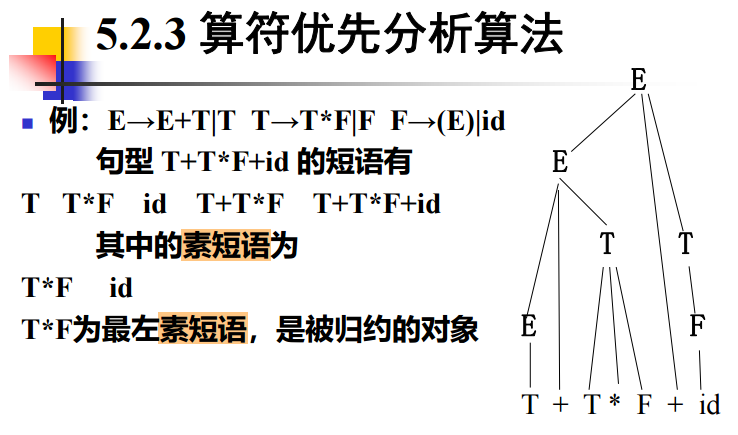 5.2.3 算符优先分析算法
例：E→E+T|T T→T*F|F F→(E)|id
句型 T+T*F+id 的短语有
T T*F id T+T*F T+T*F+id
其中的素短语为
T*F id
T*F为最左素短语，是被归约的对象
E
E
T T
E F
T + T * F + id